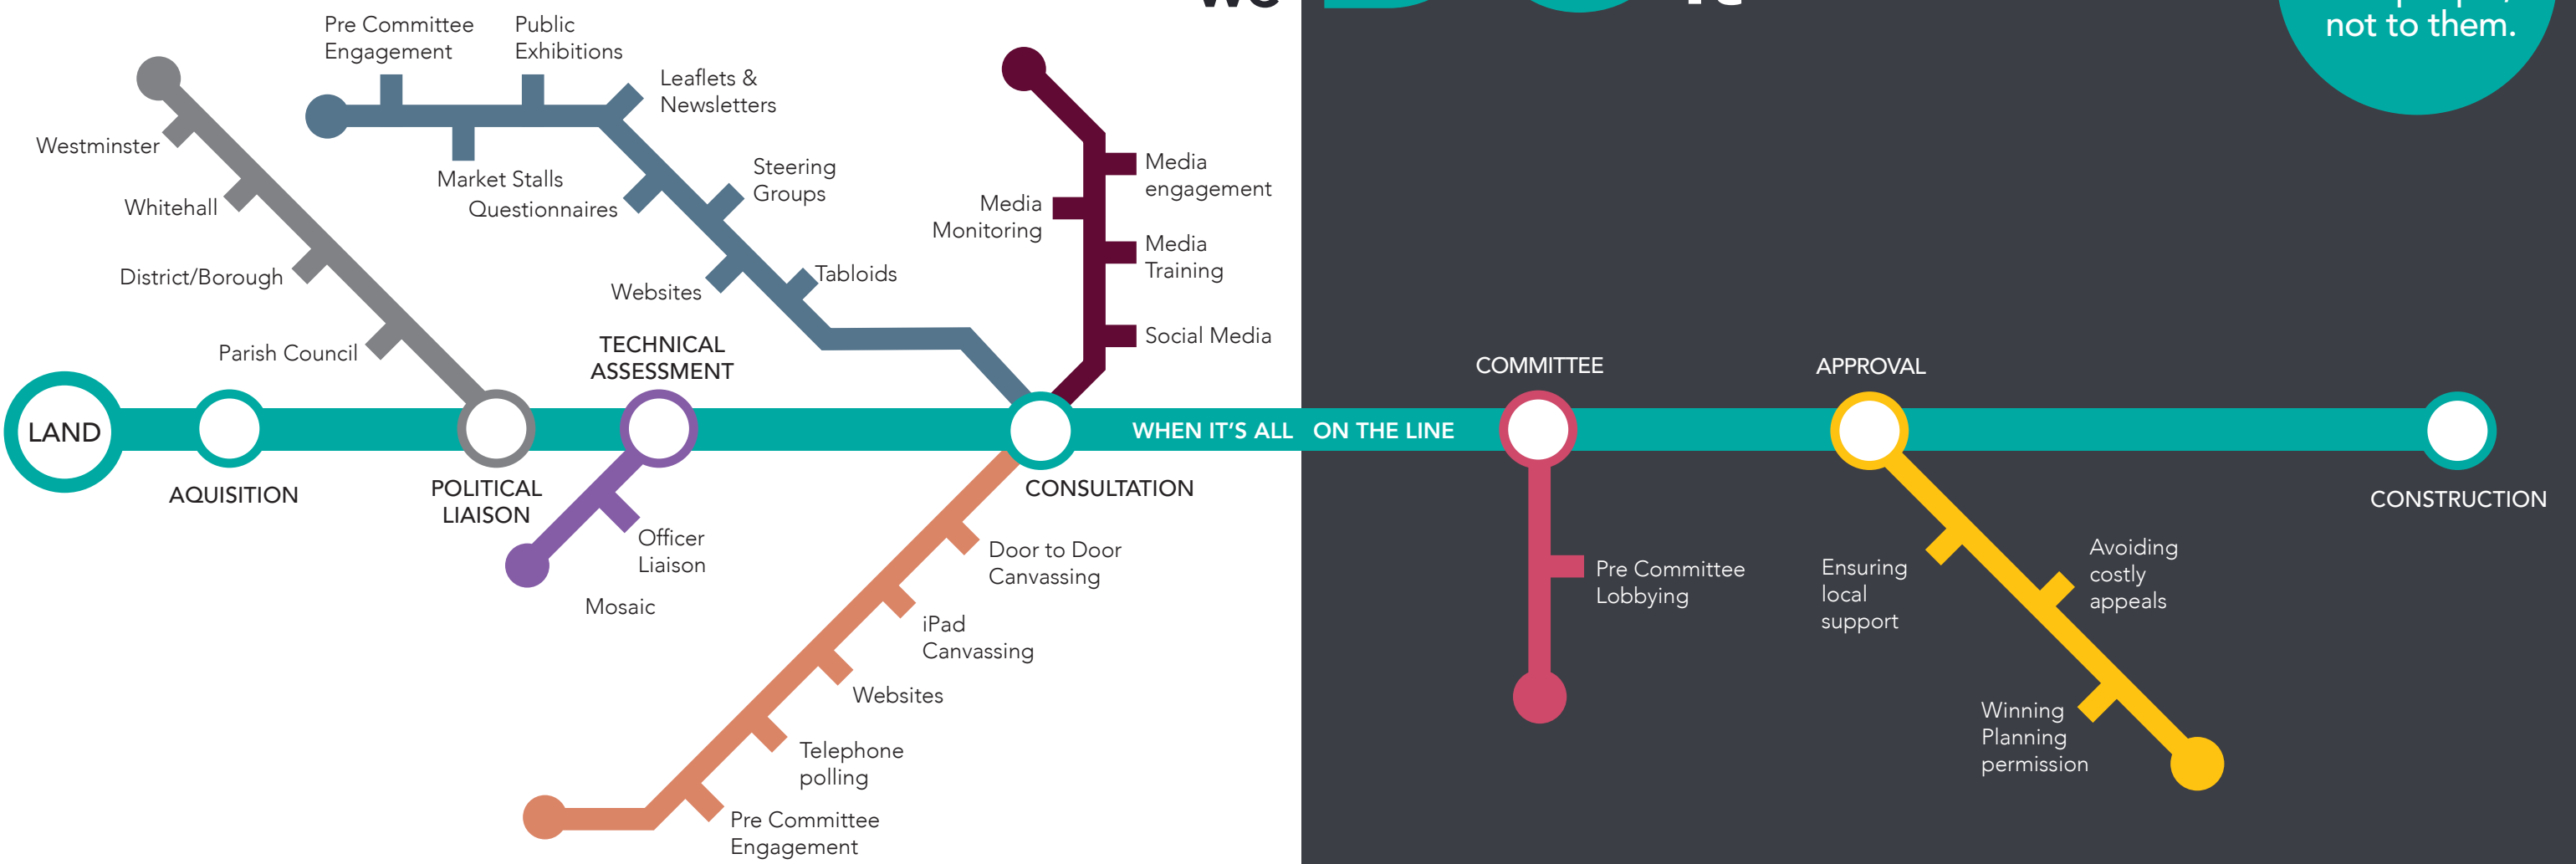 not to them.
Pre Committee
Engagement
Public
Exhibitions
Leaflets &
Newsletters
Westminster
Whitehall
District/Borough
Parish Council
Market Stalls
Questionnaires
Steering
Groups
Websites
Tabloids
Media
Monitoring
Media
engagement
Media
Training
Social Media
LAND
AQUISITION
POLITICAL
LIAISON
TECHNICAL
ASSESSMENT
Officer
Liaison
Mosaic
CONSULTATION
Door to Door
Canvassing
iPad
Canvassing
Websites
Telephone
polling
Pre Committee
Engagement
WHEN IT'S ALL ON THE LINE
COMMITTEE
Pre Committee
Lobbying
APPROVAL
Ensuring
local
support
Avoiding
costly
appeals
Winning
Planning
permission
CONSTRUCTION